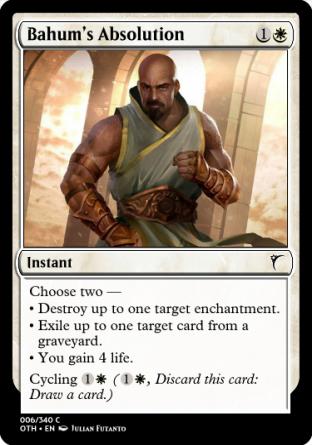 Bahum's Absolution 1
Instant
Choose two —
• Destroy up to one target enchantment.
• Exile up to one target card from a
graveyard.
• You gain 4 life.
Cycling 1 ( 1 , Discard this card:
Draw a card.)
006/340 C
OTH • EN Julian Futanto